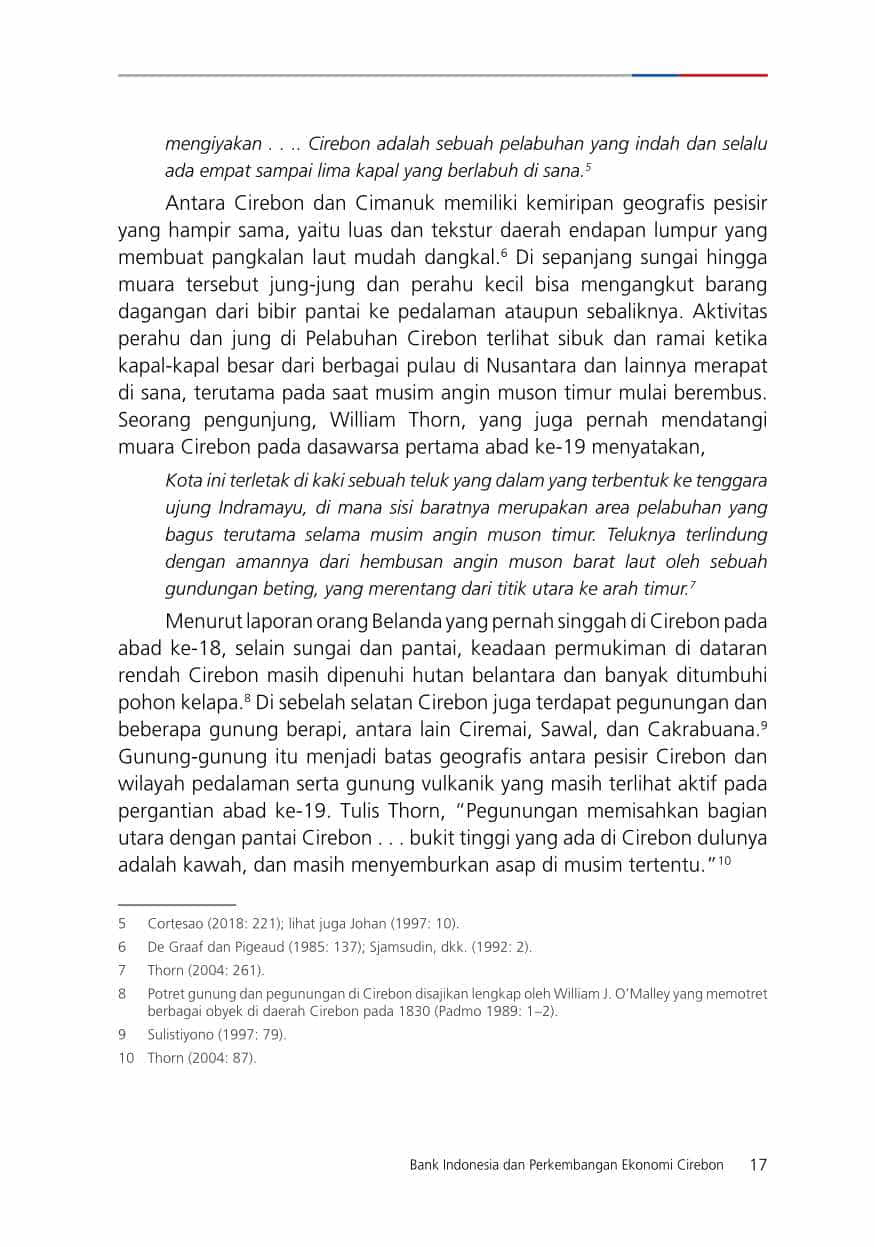 mengiyakan . . .. Cirebon adalah sebuah pelabuhan yang indah dan selalu
ada empat sampai lima kapal yang berlabuh di sana.5
Antara Cirebon dan Cimanuk memiliki kemiripan geografis pesisir
yang hampir sama, yaitu luas dan tekstur daerah endapan lumpur yang
membuat pangkalan laut mudah dangkal.6 Di sepanjang sungai hingga
muara tersebut jung-jung dan perahu kecil bisa mengangkut barang
dagangan dari bibir pantai ke pedalaman ataupun sebaliknya. Aktivitas
perahu dan jung di Pelabuhan Cirebon terlihat sibuk dan ramai ketika
kapal-kapal besar dari berbagai pulau di Nusantara dan lainnya merapat
di sana, terutama pada saat musim angin muson timur mulai berembus.
Seorang pengunjung, William Thorn, yang juga pernah mendatangi
muara Cirebon pada dasawarsa pertama abad ke-19 menyatakan,
Kota ini terletak di kaki sebuah teluk yang dalam yang terbentuk ke tenggara
ujung Indramayu, di mana sisi baratnya merupakan area pelabuhan yang
bagus terutama selama musim angin muson timur. Teluknya terlindung
dengan amannya dari hembusan angin muson barat laut oleh sebuah
gundungan beting, yang merentang dari titik utara ke arah timur.7
Menurut laporan orang Belanda yang pernah singgah di Cirebon pada
abad ke-18, selain sungai dan pantai, keadaan permukiman di dataran
rendah Cirebon masih dipenuhi hutan belantara dan banyak ditumbuhi
pohon kelapa.8 Di sebelah selatan Cirebon juga terdapat pegunungan dan
beberapa gunung berapi, antara lain Ciremai, Sawal, dan Cakrabuana.9
Gunung-gunung itu menjadi batas geografis antara pesisir Cirebon dan
wilayah pedalaman serta gunung vulkanik yang masih terlihat aktif pada
pergantian abad ke-19. Tulis Thorn, “Pegunungan memisahkan bagian
utara dengan pantai Cirebon . . . bukit tinggi yang ada di Cirebon dulunya
adalah kawah, dan masih menyemburkan asap di musim tertentu.”10
5 Cortesao (2018: 221); lihat juga Johan (1997: 10).
6 De Graaf dan Pigeaud (1985: 137); Sjamsudin, dkk. (1992: 2).
7 Thorn (2004: 261).
8 Potret gunung dan pegunungan di Cirebon disajikan lengkap oleh William J. O’Malley yang memotret
berbagai obyek di daerah Cirebon pada 1830 (Padmo 1989: 1–2).
9 Sulistiyono (1997: 79).
10 Thorn (2004: 87).
Bank Indonesia dan Perkembangan Ekonomi Cirebon 17